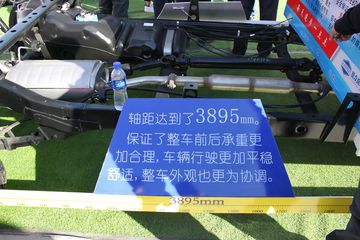 轴距达到了3895mm。
保证了整车前后承重更
加合理，车辆行驶更加平稳
舒适，整车外观也更为协调。
3895mm